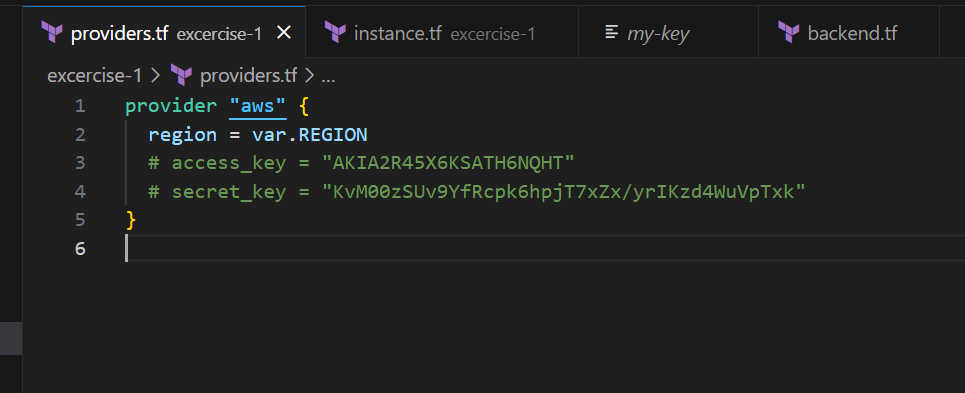 providers.tf excercise-1
instance.tf excercise-1
my-key
backend.tf
excercise-1 > providers.tf > ...
1 provider "aws" {
2 region = var.REGION
3 # access_key = "AKIA2R45X6KSATH6NQHT"
4 # secret_key = "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"
5 }
6